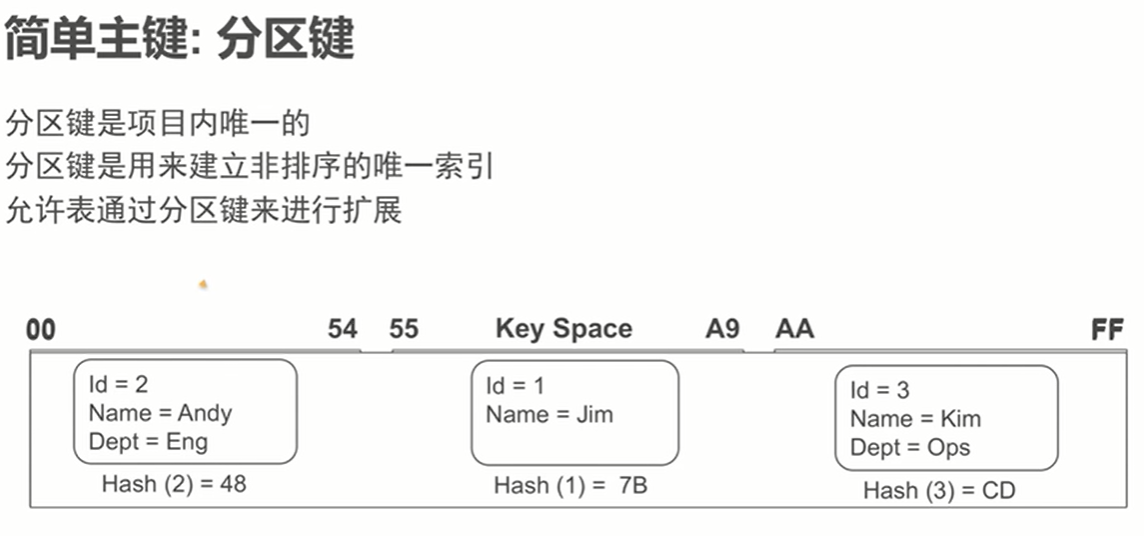 简单主键: 分区键
分区键是项目内唯一的
分区键是用来建立非排序的唯一索引
允许表通过分区键来进行扩展
00 54 55 Key Space A9 AA FF
Id = 2
Name = Andy
Dept = Eng
Hash (2) = 48
Id = 1
Name = Jim
Hash (1) = 7B
Id = 3
Name = Kim
Dept = Ops
Hash (3) = CD